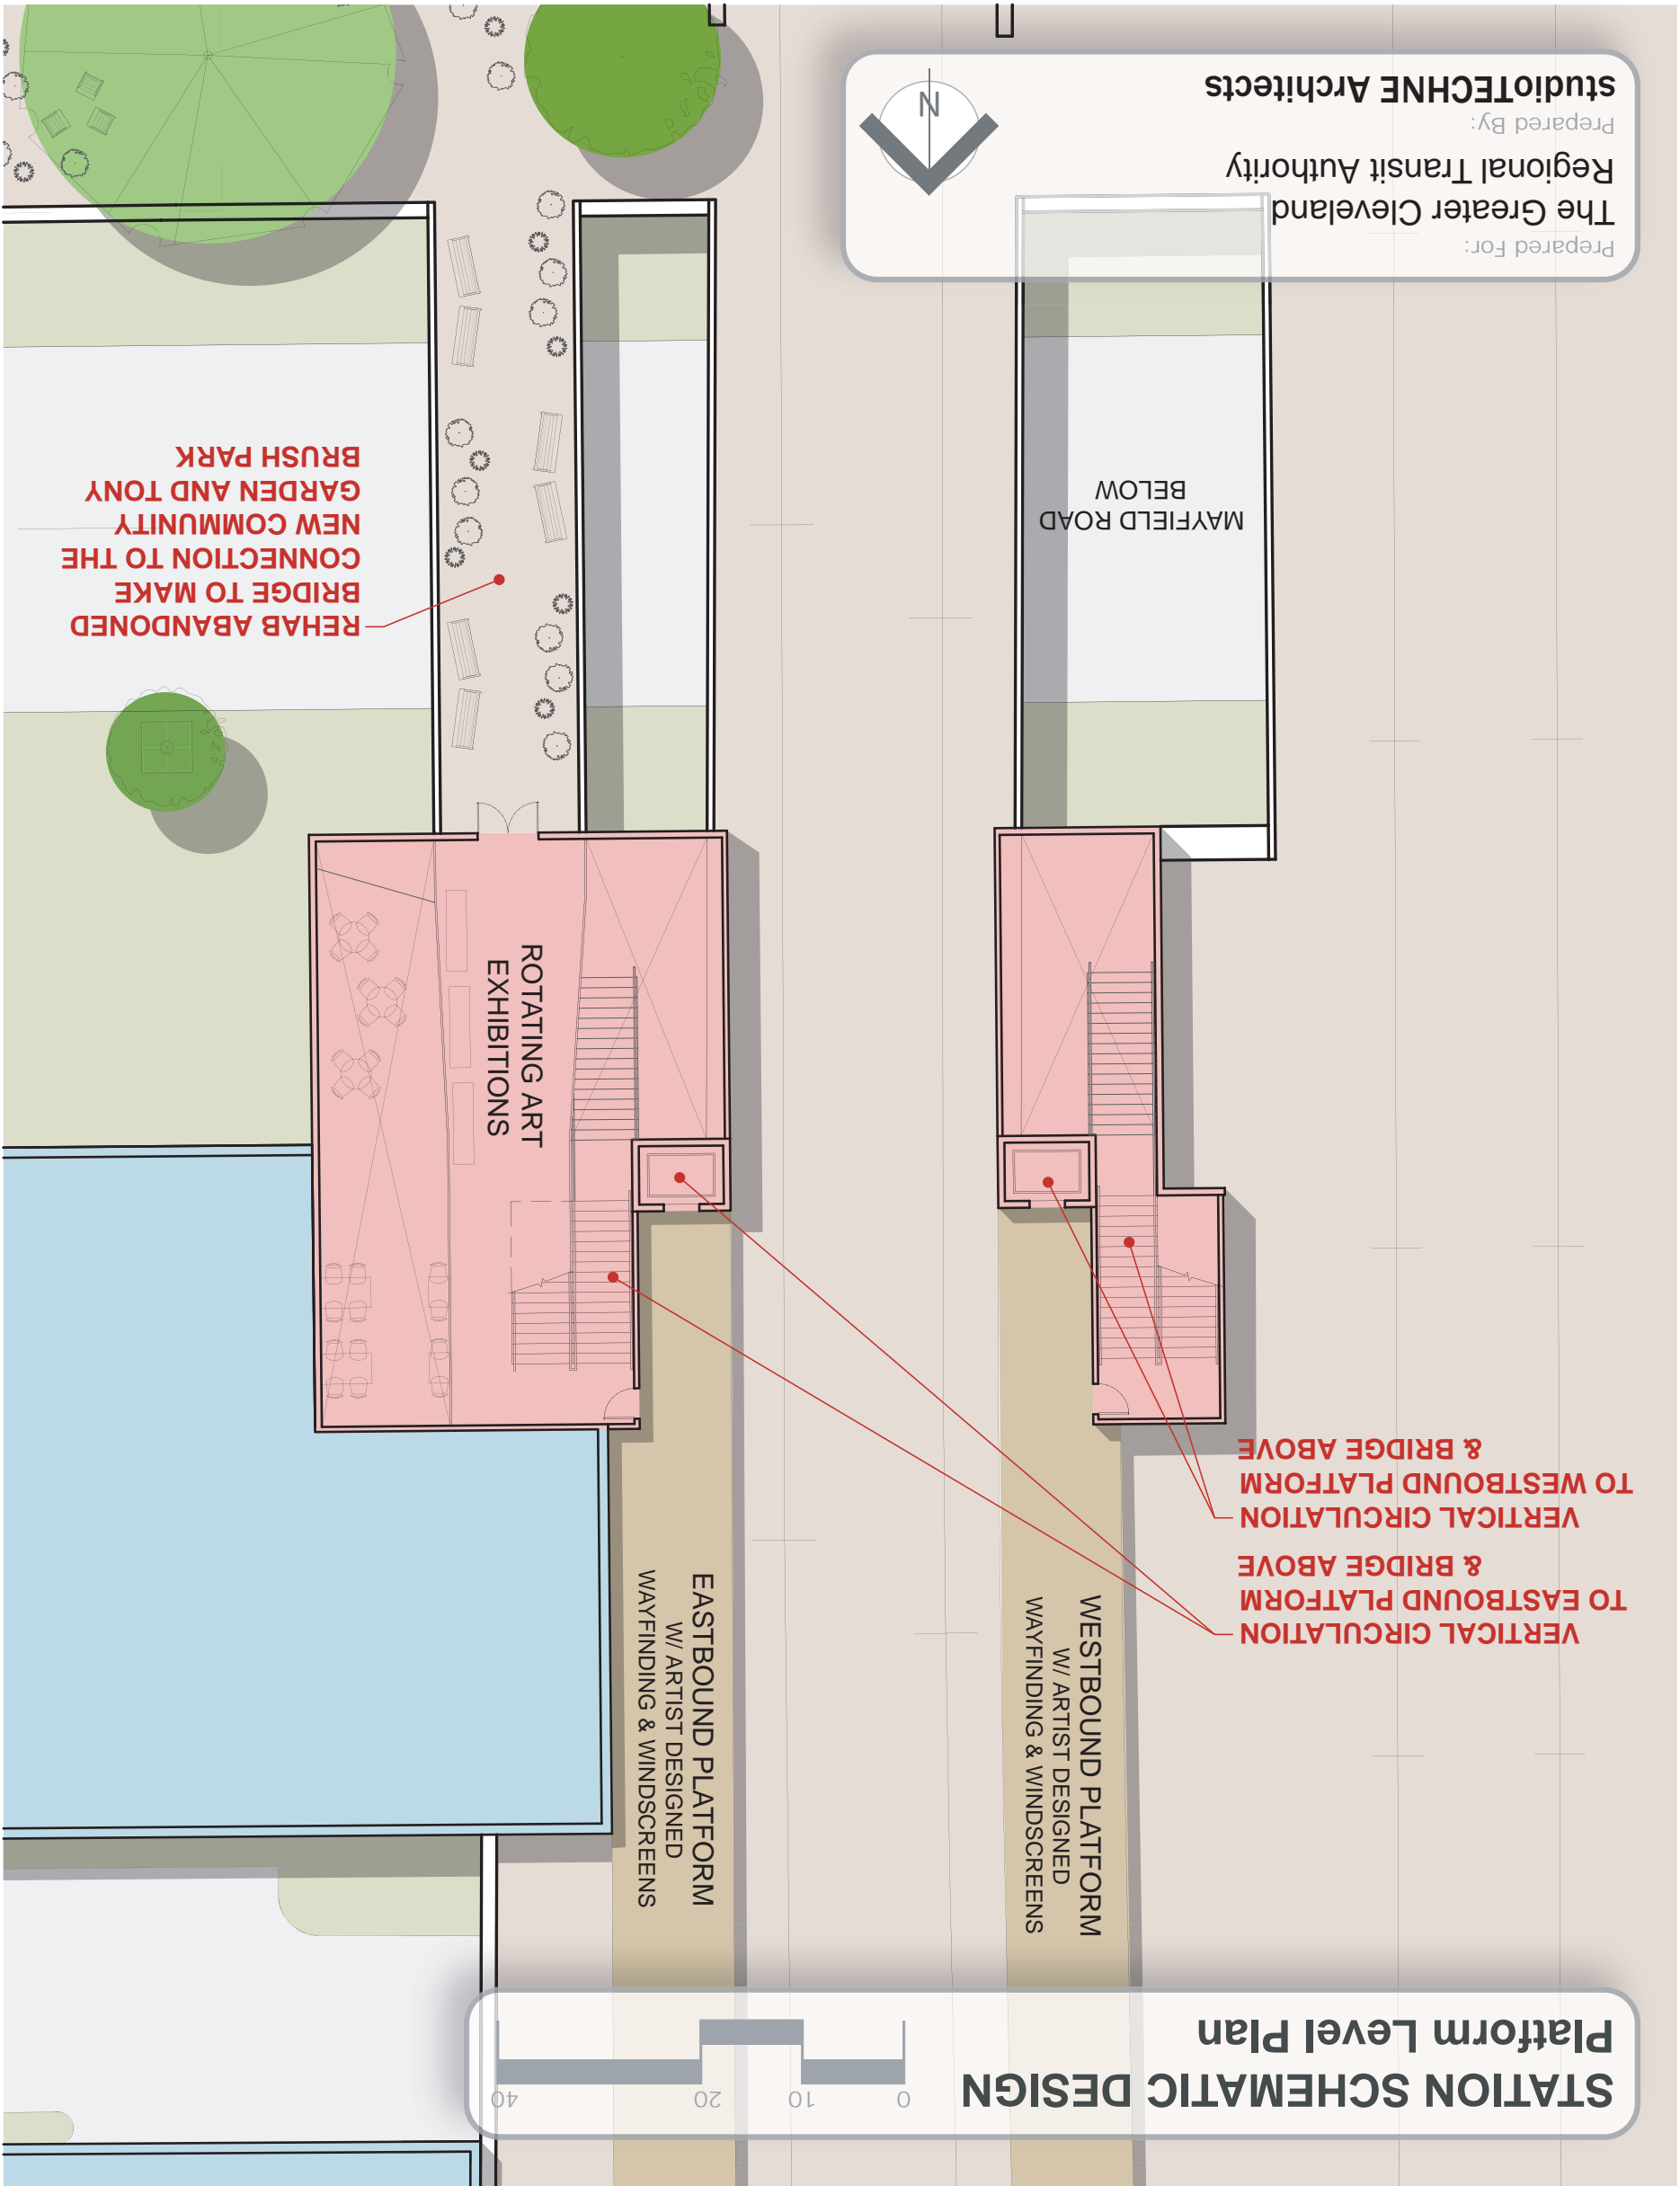 STATION SCHEMATIC DESIGN
Platform Level Plan
0 10 20 40
VERTICAL CIRCULATION
TO EASTBOUND PLATFORM
& BRIDGE ABOVE
VERTICAL CIRCULATION
TO WESTBOUND PLATFORM
& BRIDGE ABOVE
WESTBOUND PLATFORM
W/ ARTIST DESIGNED
WAYFINDING & WINDSCREENS
EASTBOUND PLATFORM
W/ ARTIST DESIGNED
WAYFINDING & WINDSCREENS
ROTATING ART
EXHIBITIONS
REHAB ABANDONED
BRIDGE TO MAKE
CONNECTION TO THE
NEW COMMUNITY
GARDEN AND TONY
BRUSH PARK
MAYFIELD ROAD
BELOW
Prepared For:
The Greater Cleveland
Regional Transit Authority
Prepared By:
studioTECHNE Architects
N